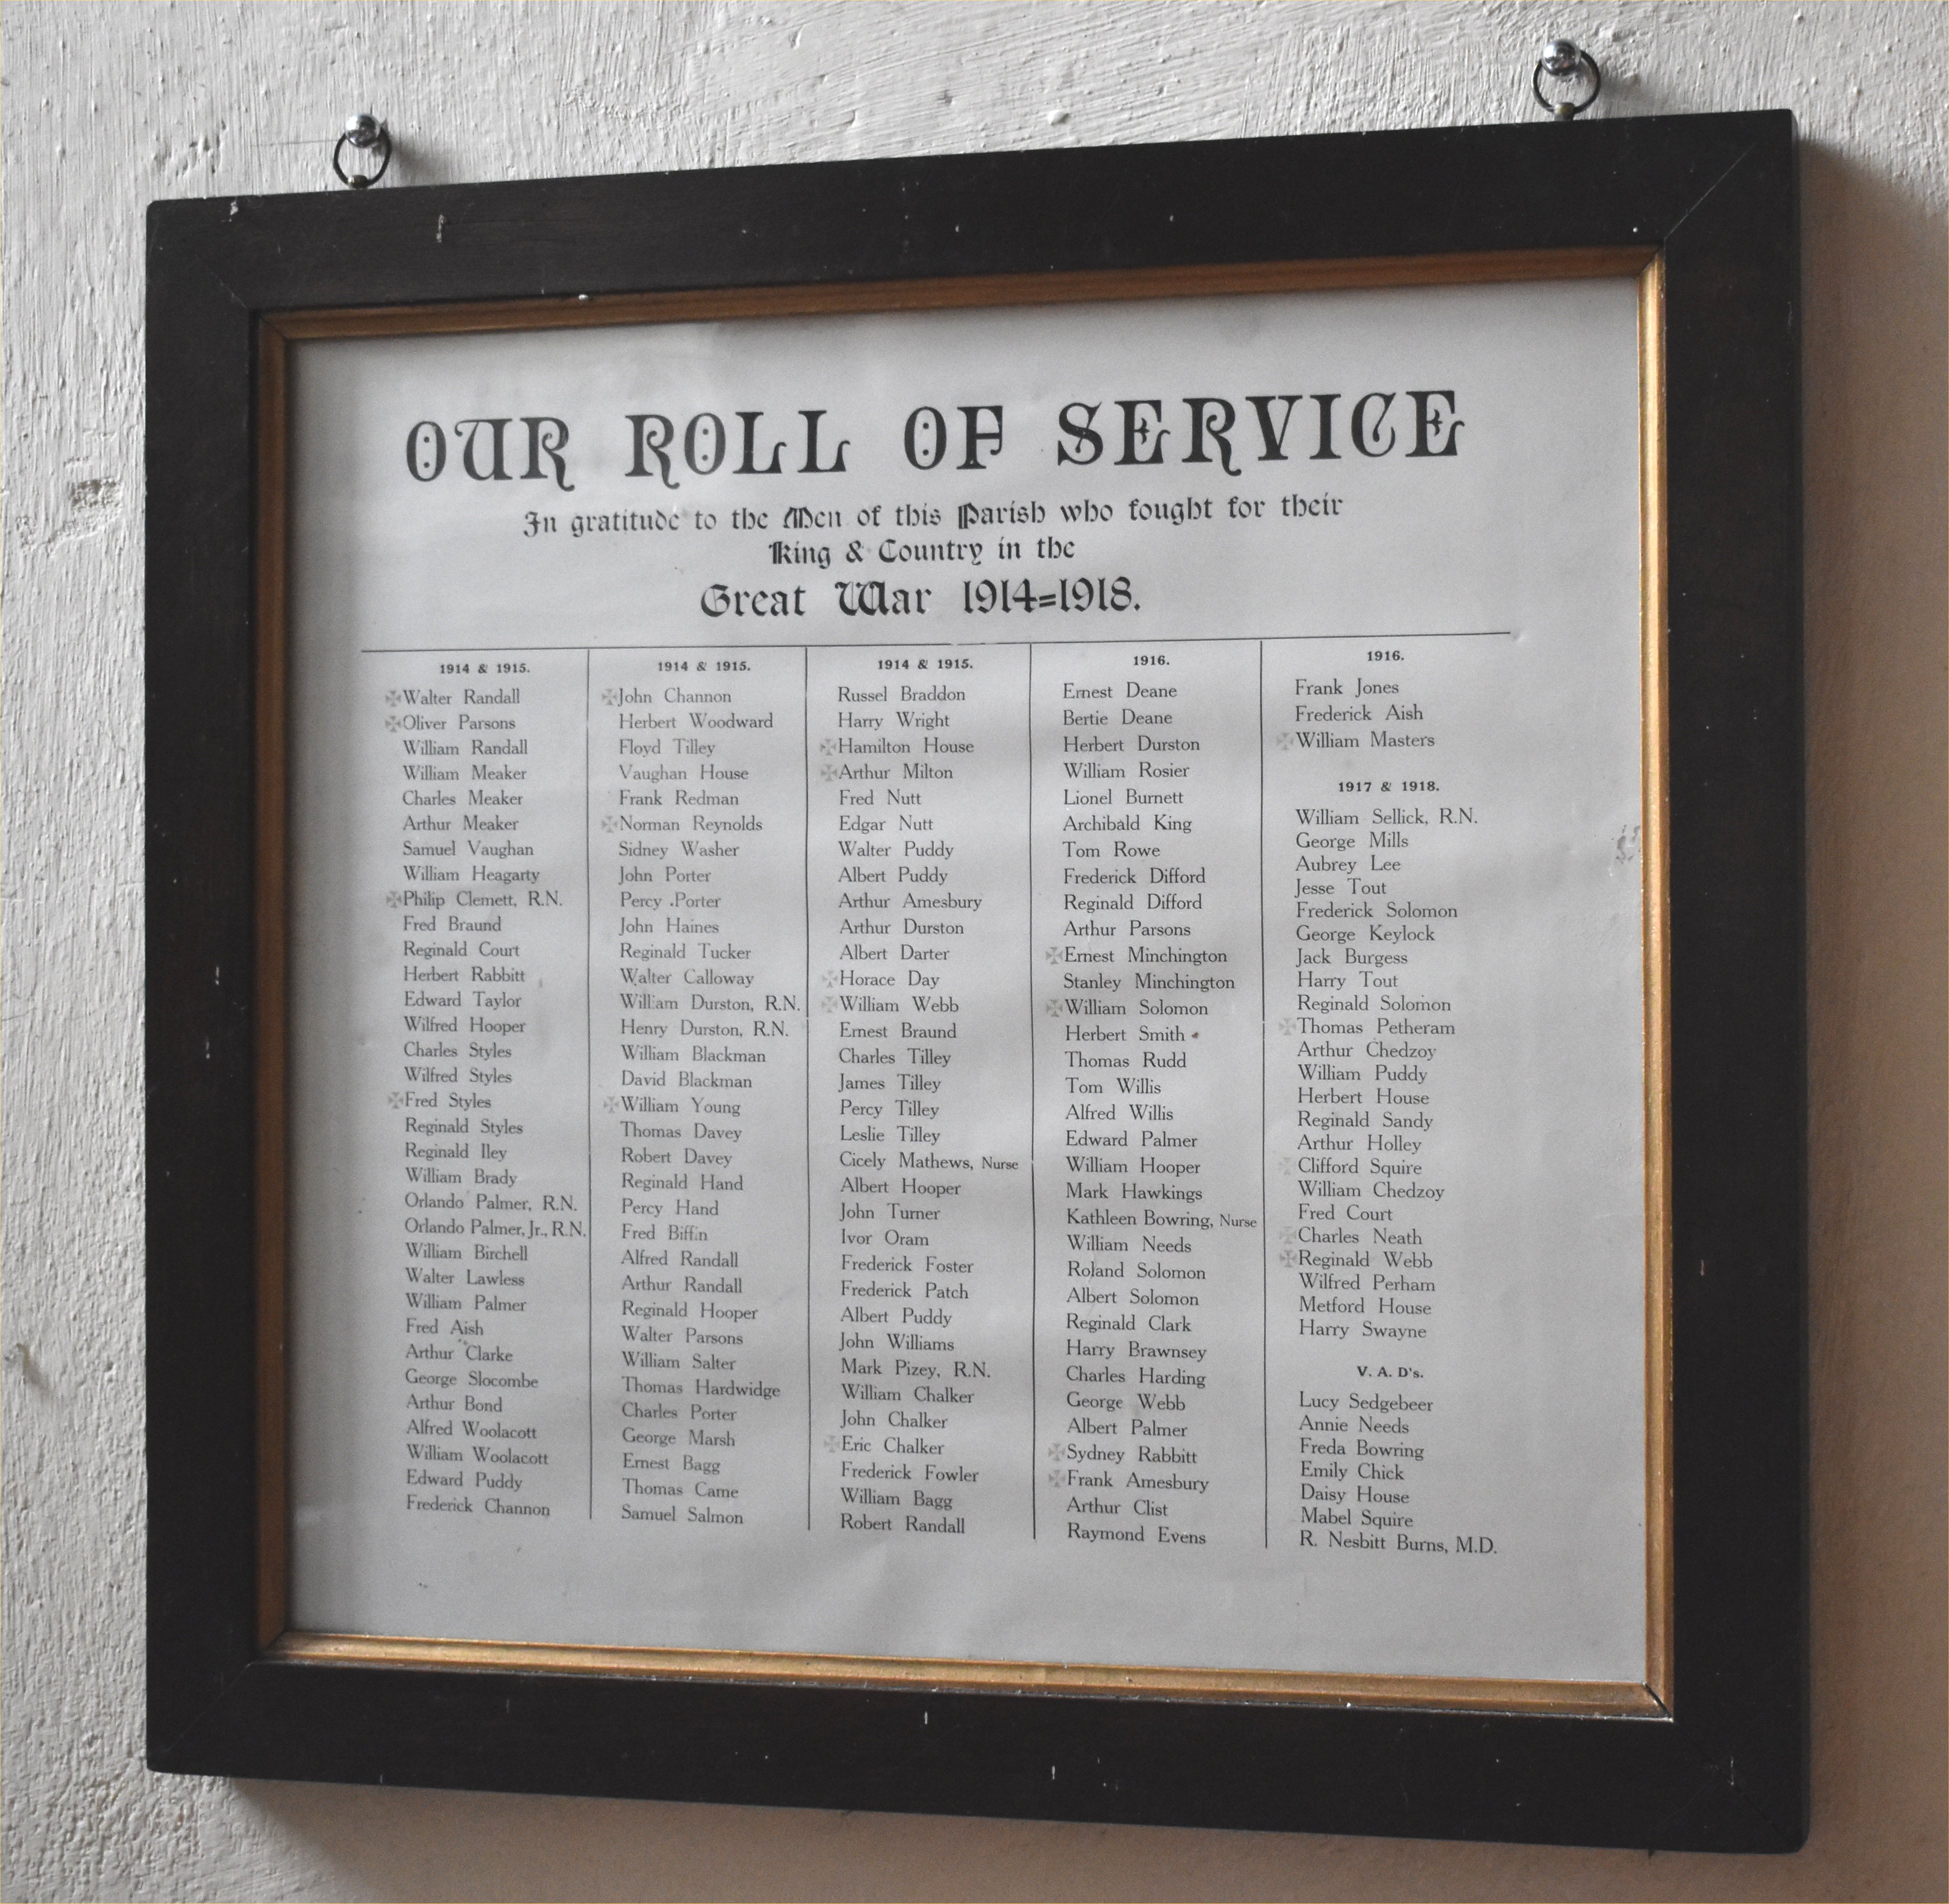 OUR ROLL OF SERVICE
In gratitude to the Men of this Parish who fought for their
King & Country in the
Great War 1914=1918.
1914 & 1915.
✠Walter Randall
✠Oliver Parsons
William Randall
William Meaker
Charles Meaker
Arthur Meaker
Samuel Vaughan
William Heagarty
✠Philip Clemett, R.N.
Fred Braund
Reginald Court
Herbert Rabbitt
Edward Taylor
Wilfred Hooper
Charles Styles
Wilfred Styles
✠Fred Styles
Reginald Styles
Reginald Iley
William Brady
Orlando Palmer, R.N.
Orlando Palmer, Jr., R.N.
William Birchell
Walter Lawless
William Palmer
Fred Aish
Arthur Clarke
George Slocombe
Arthur Bond
Alfred Woolacott
William Woolacott
Edward Puddy
Frederick Channon
1914 & 1915.
✠John Channon
Herbert Woodward
Floyd Tilley
Vaughan House
Frank Redman
✠Norman Reynolds
Sidney Washer
John Porter
Percy Porter
John Haines
Reginald Tucker
Walter Calloway
William Durston, R.N.
Henry Durston, R.N.
William Blackman
David Blackman
✠William Young
Thomas Davey
Robert Davey
Reginald Hand
Percy Hand
Fred Biffin
Alfred Randall
Arthur Randall
Reginald Hooper
Walter Parsons
William Salter
Thomas Hardwidge
Charles Porter
George Marsh
Ernest Bagg
Thomas Came
Samuel Salmon
1914 & 1915.
Russel Braddon
Harry Wright
✠Hamilton House
✠Arthur Milton
Fred Nutt
Edgar Nutt
Walter Puddy
Albert Puddy
Arthur Amesbury
Arthur Durston
Albert Darter
✠Horace Day
✠William Webb
Ernest Braund
Charles Tilley
James Tilley
Percy Tilley
Leslie Tilley
Cicely Mathews, Nurse
Albert Hooper
John Turner
Ivor Oram
Frederick Foster
Frederick Patch
Albert Puddy
John Williams
Mark Pizey, R.N.
William Chalker
John Chalker
✠Eric Chalker
Frederick Fowler
William Bagg
Robert Randall
1916.
Ernest Deane
Bertie Deane
Herbert Durston
William Rosier
Lionel Burnett
Archibald King
Tom Rowe
Frederick Difford
Reginald Difford
Arthur Parsons
✠Ernest Minchington
Stanley Minchington
✠William Solomon
Herbert Smith
Thomas Rudd
Tom Willis
Alfred Willis
Edward Palmer
William Hooper
Mark Hawkings
Kathleen Bowring, Nurse
William Needs
Roland Solomon
Albert Solomon
Reginald Clark
Harry Brawnsey
Charles Harding
George Webb
Albert Palmer
✠Sydney Rabbitt
✠Frank Amesbury
Arthur Clist
Raymond Evens
1916.
Frank Jones
Frederick Aish
✠William Masters
1917 & 1918.
William Sellick, R.N.
George Mills
Aubrey Lee
Jesse Tout
Frederick Solomon
George Keylock
Jack Burgess
Harry Tout
Reginald Solomon
✠Thomas Petheram
Arthur Chedzoy
William Puddy
Herbert House
Reginald Sandy
Arthur Holley
✠Clifford Squire
William Chedzoy
Fred Court
✠Charles Neath
✠Reginald Webb
Wilfred Perham
Metford House
Harry Swayne
V. A. D's.
Lucy Sedgebeer
Annie Needs
Freda Bowring
Emily Chick
Daisy House
Mabel Squire
R. Nesbitt Burns, M.D.